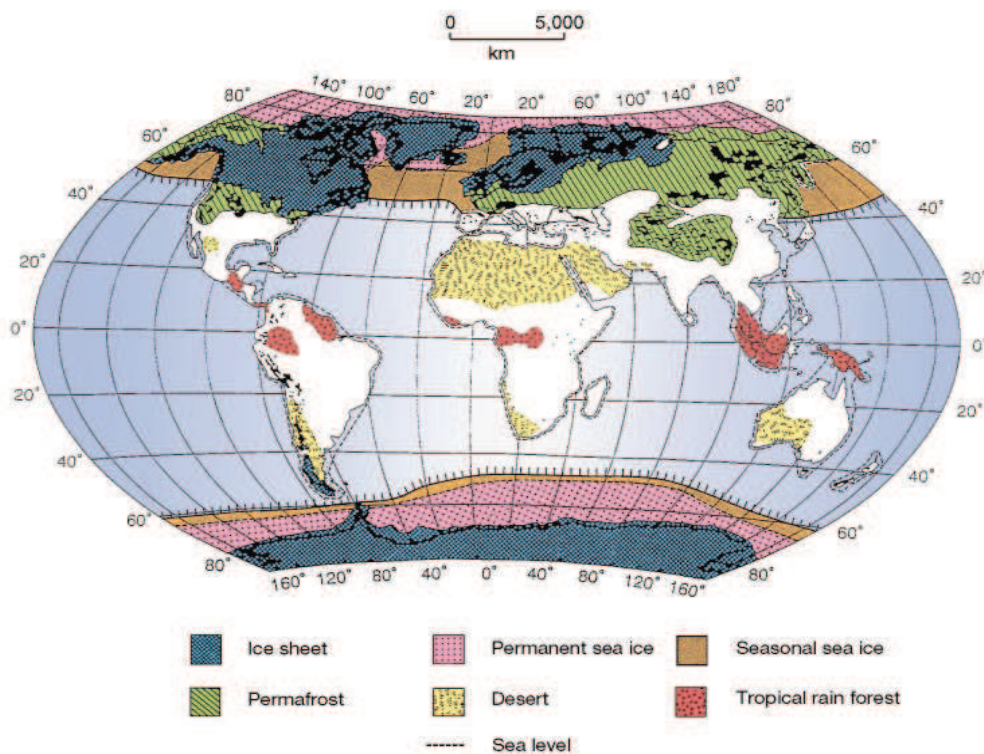 0 5,000
km
140° 100° 60° 20° 20° 60° 100° 140° 180°
80° 80°
60° 60°
40° 40°
20° 20°
0° 0°
20° 20°
40° 40°
60° 60°
80° 80°
160° 120° 80° 40° 0° 40° 80° 120° 160°
Ice sheet Permanent sea ice Seasonal sea ice
Permafrost Desert Tropical rain forest
Sea level